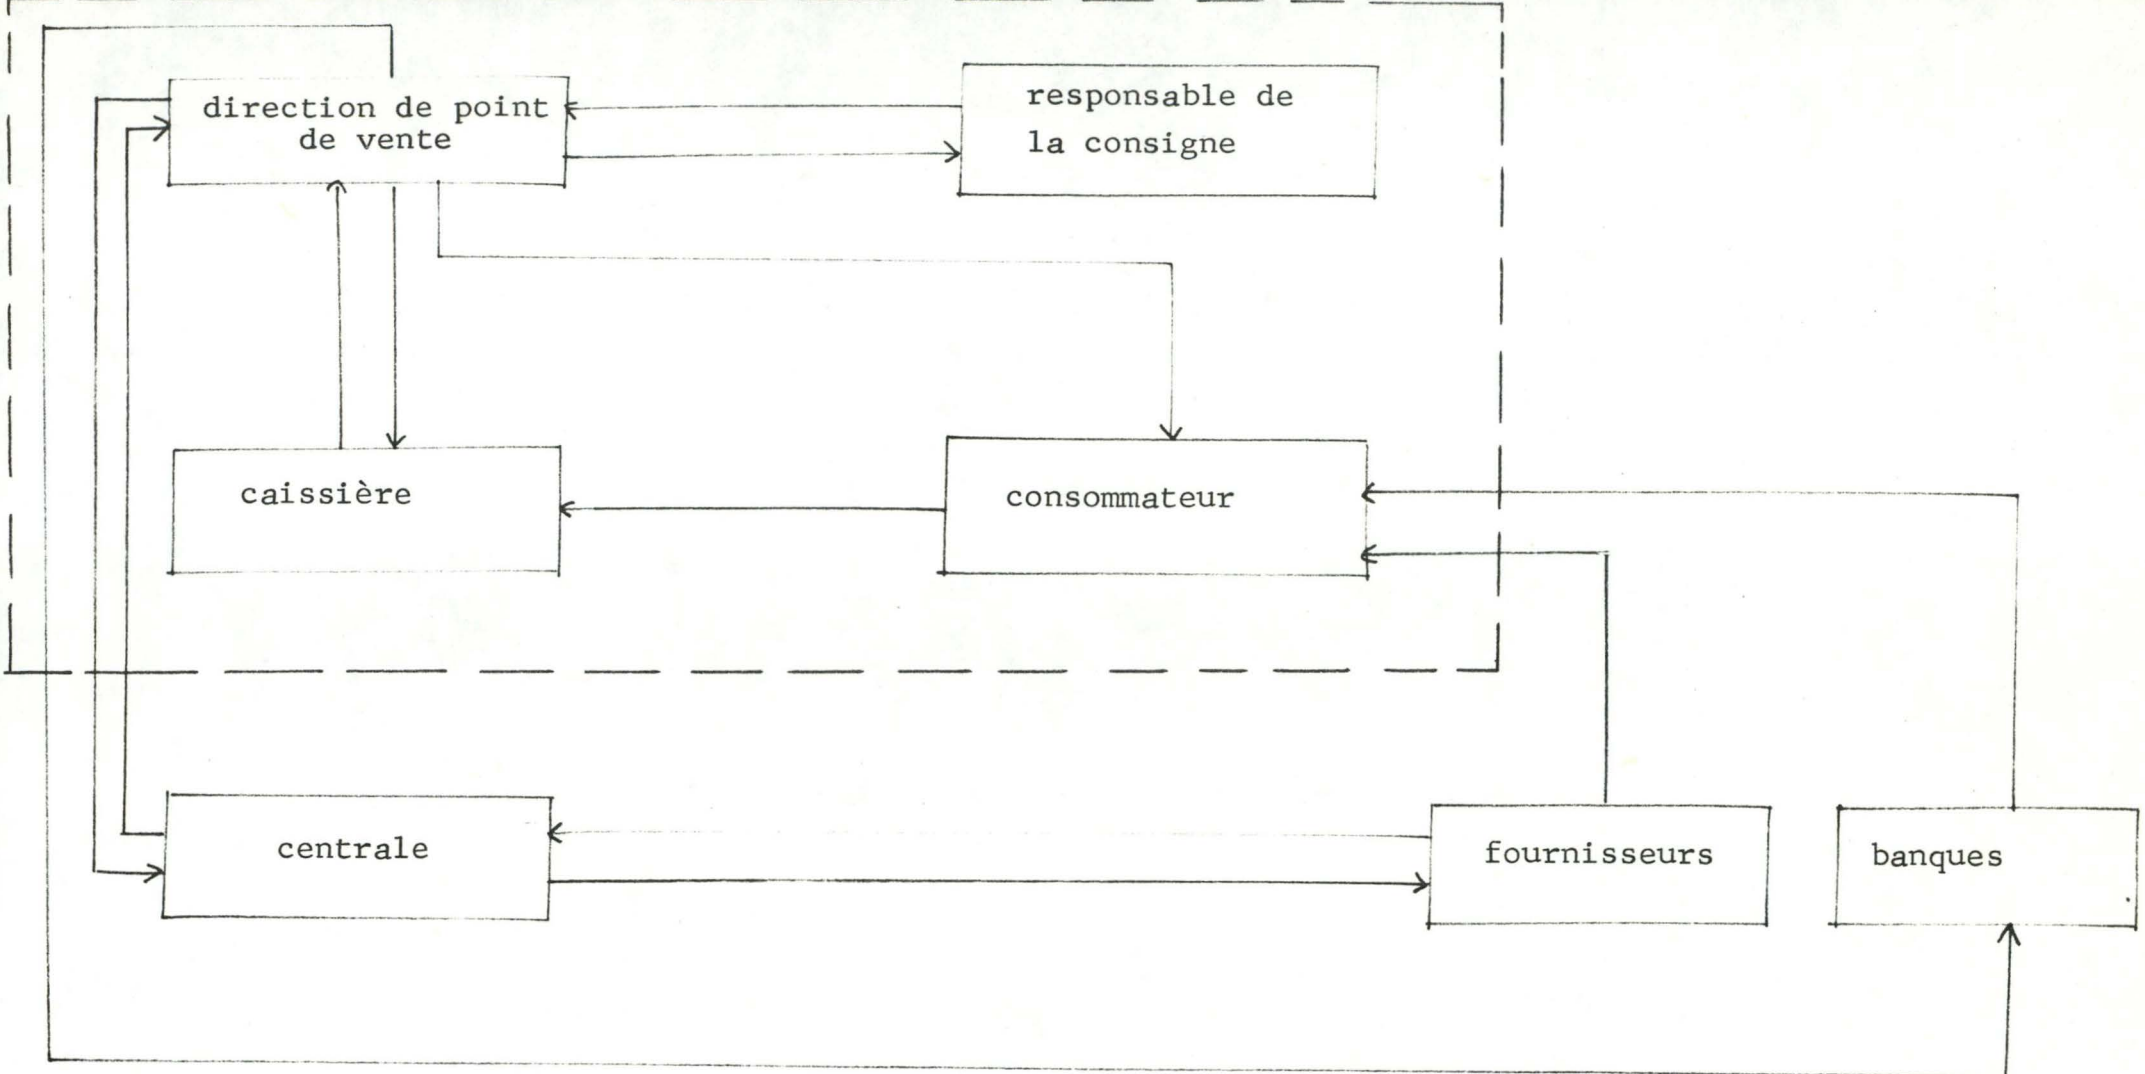 direction de point
de vente
responsable de
la consigne
caissière
consommateur
centrale
fournisseurs
banques